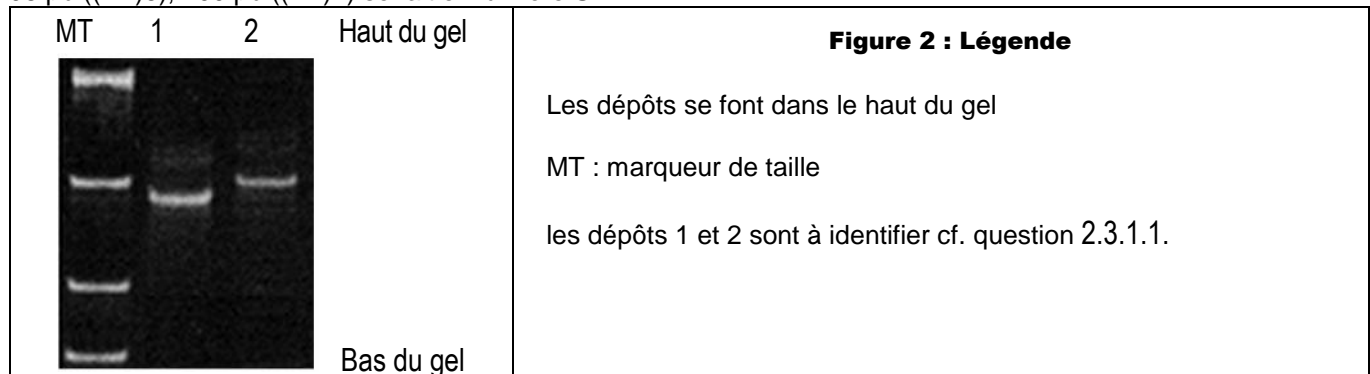 MT 1 2 Haut du gel
Bas du gel
Figure 2 : Légende
Les dépôts se font dans le haut du gel
MT : marqueur de taille
les dépôts 1 et 2 sont à identifier cf. question 2.3.1.1.